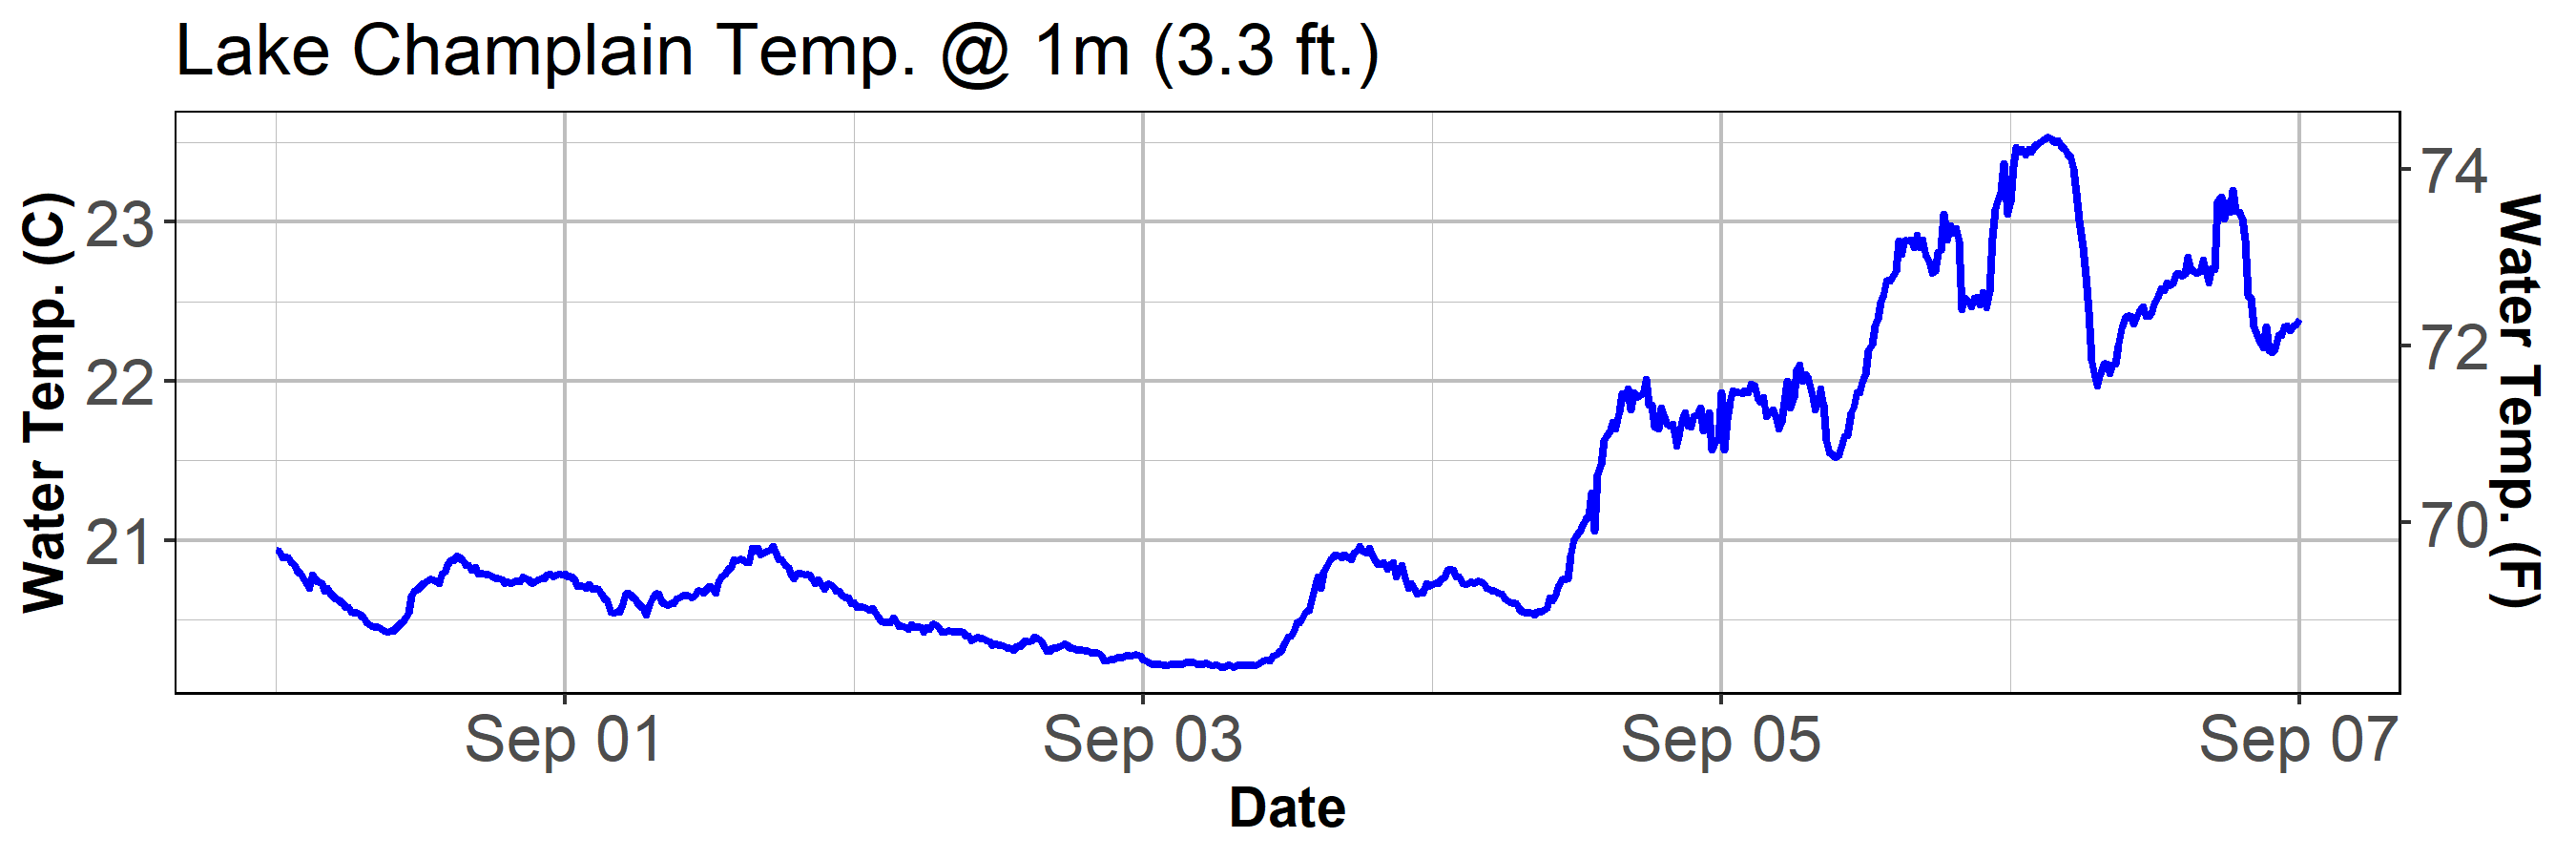 Lake Champlain Temp. @ 1m (3.3 ft.)
Water Temp. (C)
23
22
21
74
72
70
Water Temp. (F)
Sep 01
Sep 03
Sep 05
Sep 07
Date